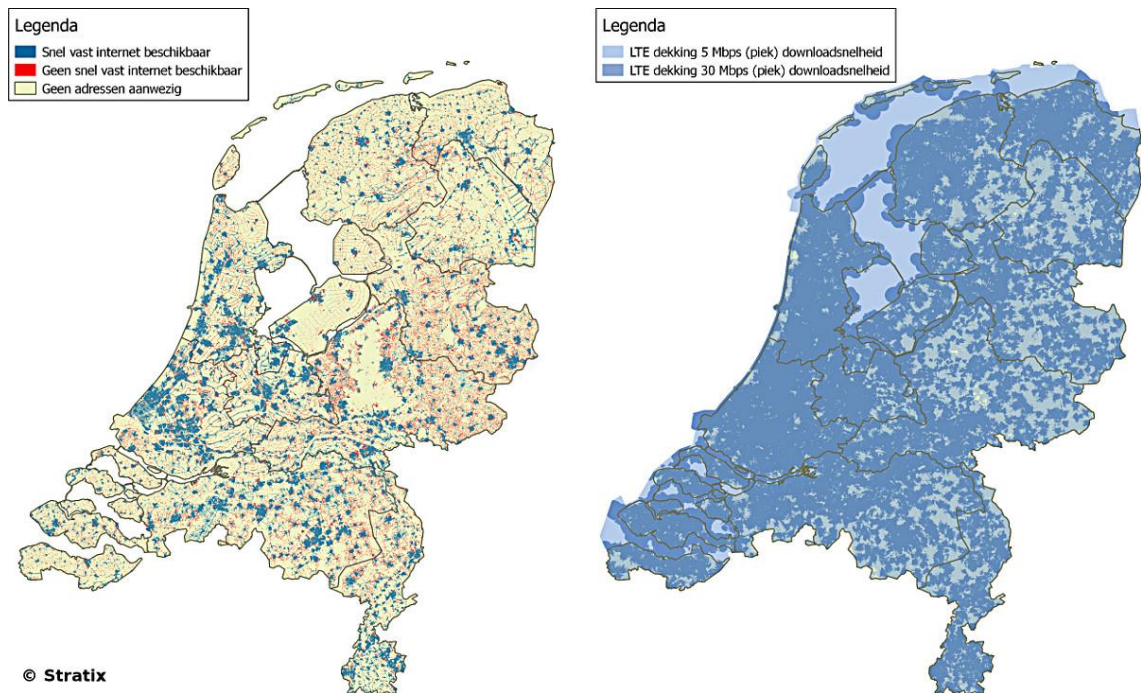 Legenda
Snel vast internet beschikbaar
Geen snel vast internet beschikbaar
Geen adressen aanwezig
Legenda
LTE dekking 5 Mbps (piek) downloadsnelheid
LTE dekking 30 Mbps (piek) downloadsnelheid
© Stratix